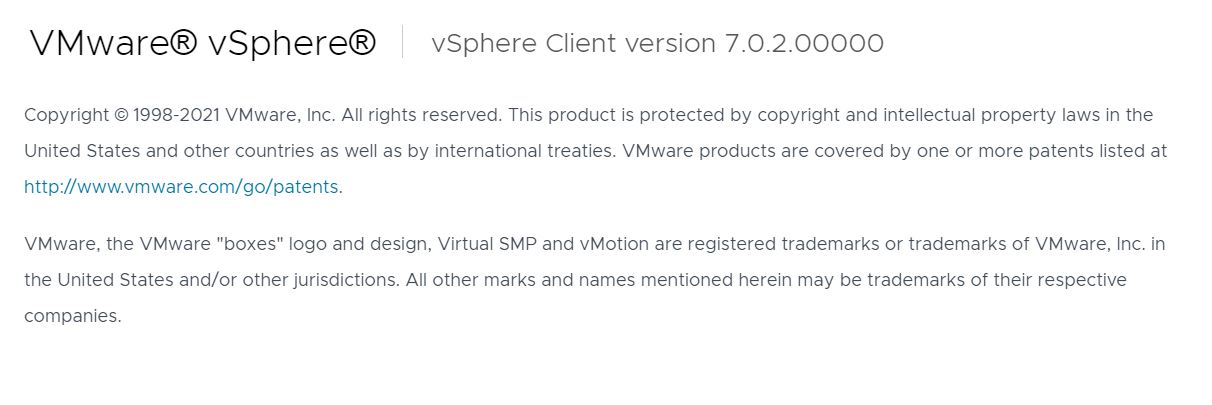 VMware® vSphere® vSphere Client version 7.0.2.00000
Copyright © 1998-2021 VMware, Inc. All rights reserved. This product is protected by copyright and intellectual property laws in the
United States and other countries as well as by international treaties. VMware products are covered by one or more patents listed at
http://www.vmware.com/go/patents.
VMware, the VMware "boxes" logo and design, Virtual SMP and vMotion are registered trademarks or trademarks of VMware, Inc. in
the United States and/or other jurisdictions. All other marks and names mentioned herein may be trademarks of their respective
companies.